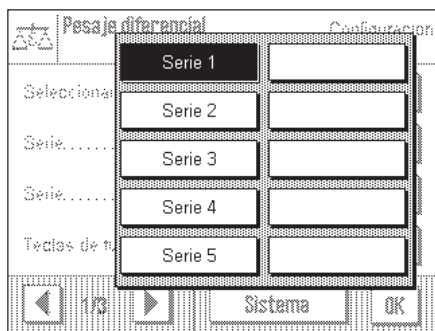 Pesaje diferencial
Configuracion
Serie 1
Seleccionar
Serie 2
Serie.......
Serie 3
Serie.......
Serie 4
Teclas de
Serie 5
1/3
Sistema
OK